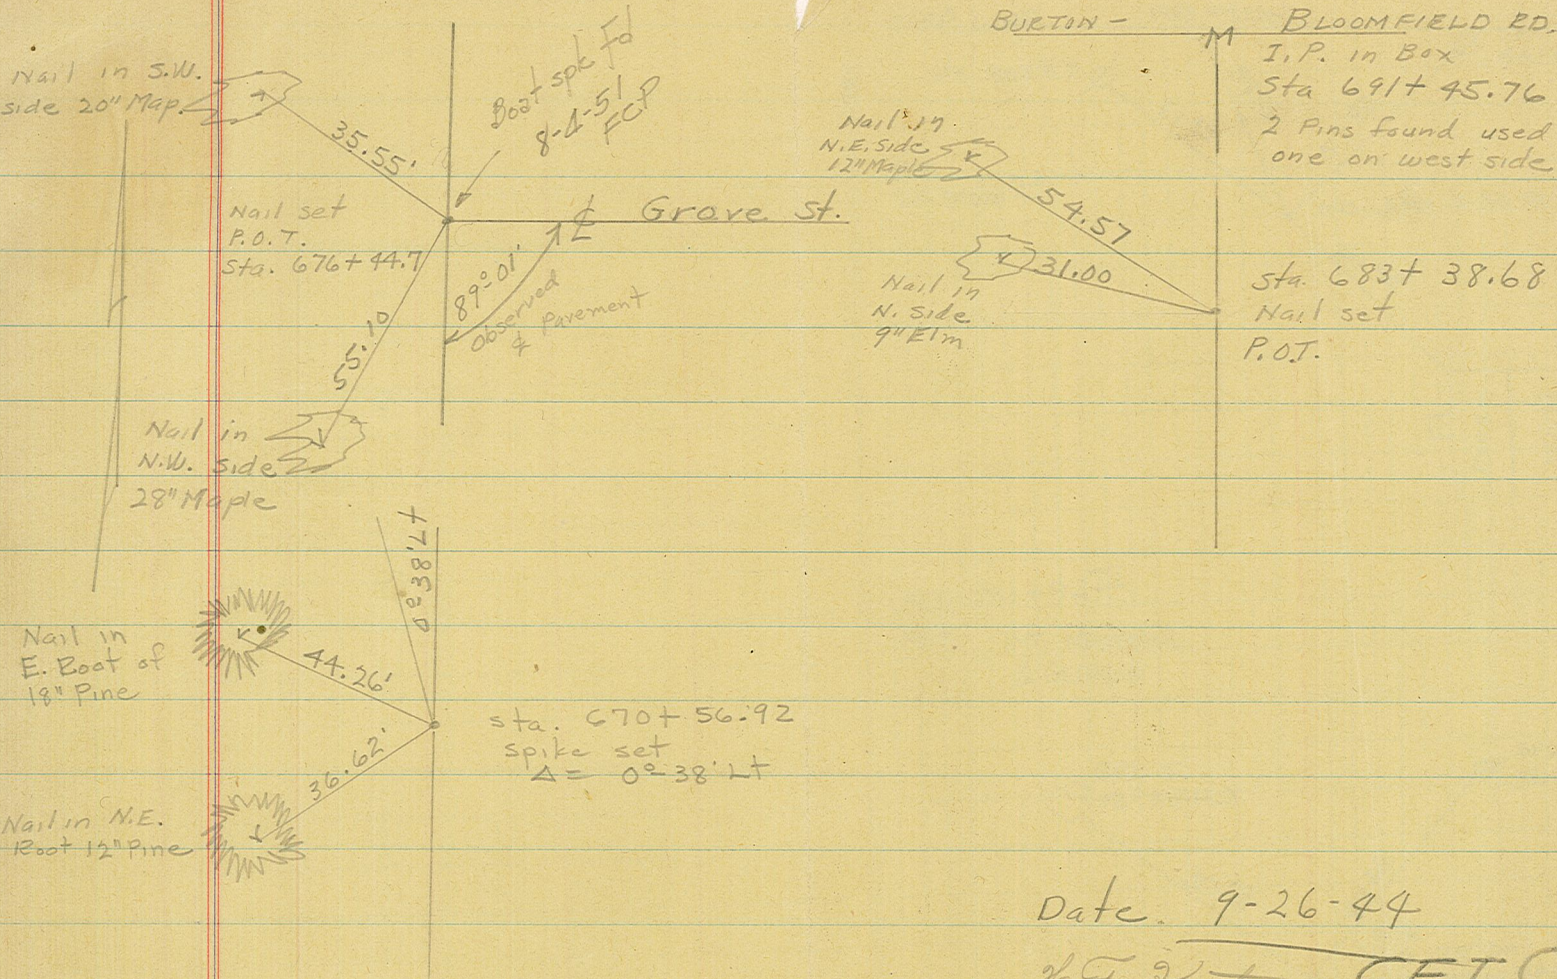 BURTON - BLOOMFIELD RD.
I.P. in Box
Sta 691+45.76
2 Pins found used
one on west side
Nail in S.W.
side 20" Map.
35.55'
Boat spk Fd
8-4-51
FCP
Nail set
P.O.T.
Sta. 676+44.7
℄ Grove St.
89°01'
Observed
& Pavement
55.10
Nail in
N.W. side
28" Maple
Nail in
N.E. Side
12" Maple
54.57
31.00
Nail in
N. Side
9" Elm
Sta. 683+38.68
Nail set
P.O.T.
0°38' Lt
Nail in
E. Root of
18" Pine
44.26'
36.62'
Sta. 670+56.92
Spike set
Δ= 0°-38' Lt
Nail in N.E.
Root 12" Pine
Date. 9-26-44